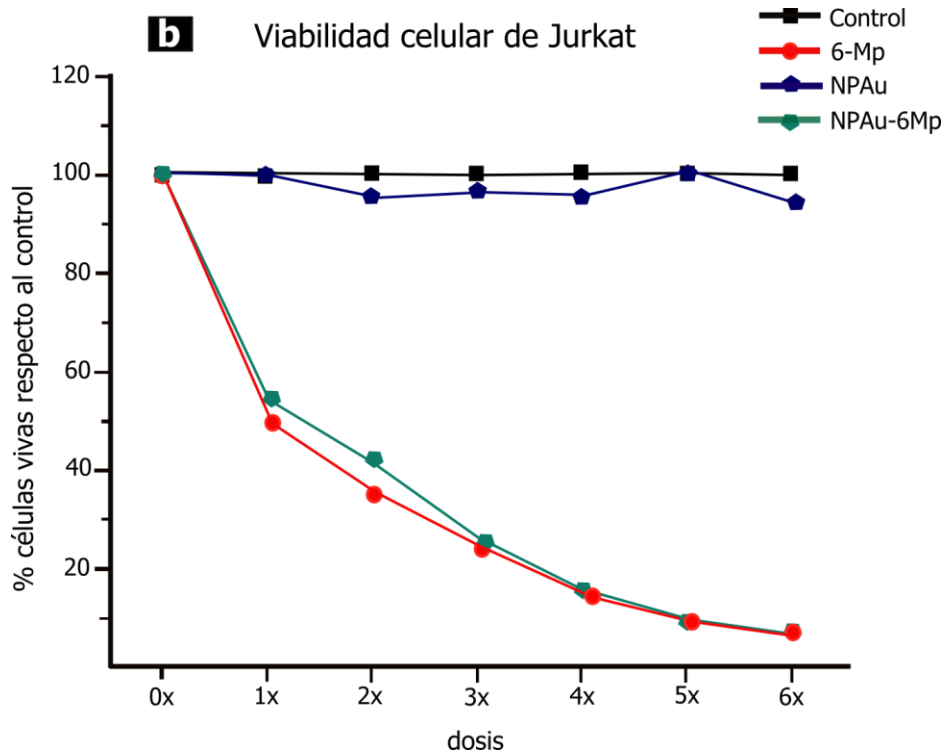 b Viabilidad celular de Jurkat
Control
6-Mp
NPAu
NPAu-6Mp
% células vivas respecto al control
120
100
80
60
40
20
0x 1x 2x 3x 4x 5x 6x
dosis